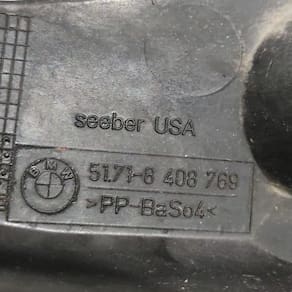 seeber USA
BMW
51.71-8 408 769
>PP-BaSo4<